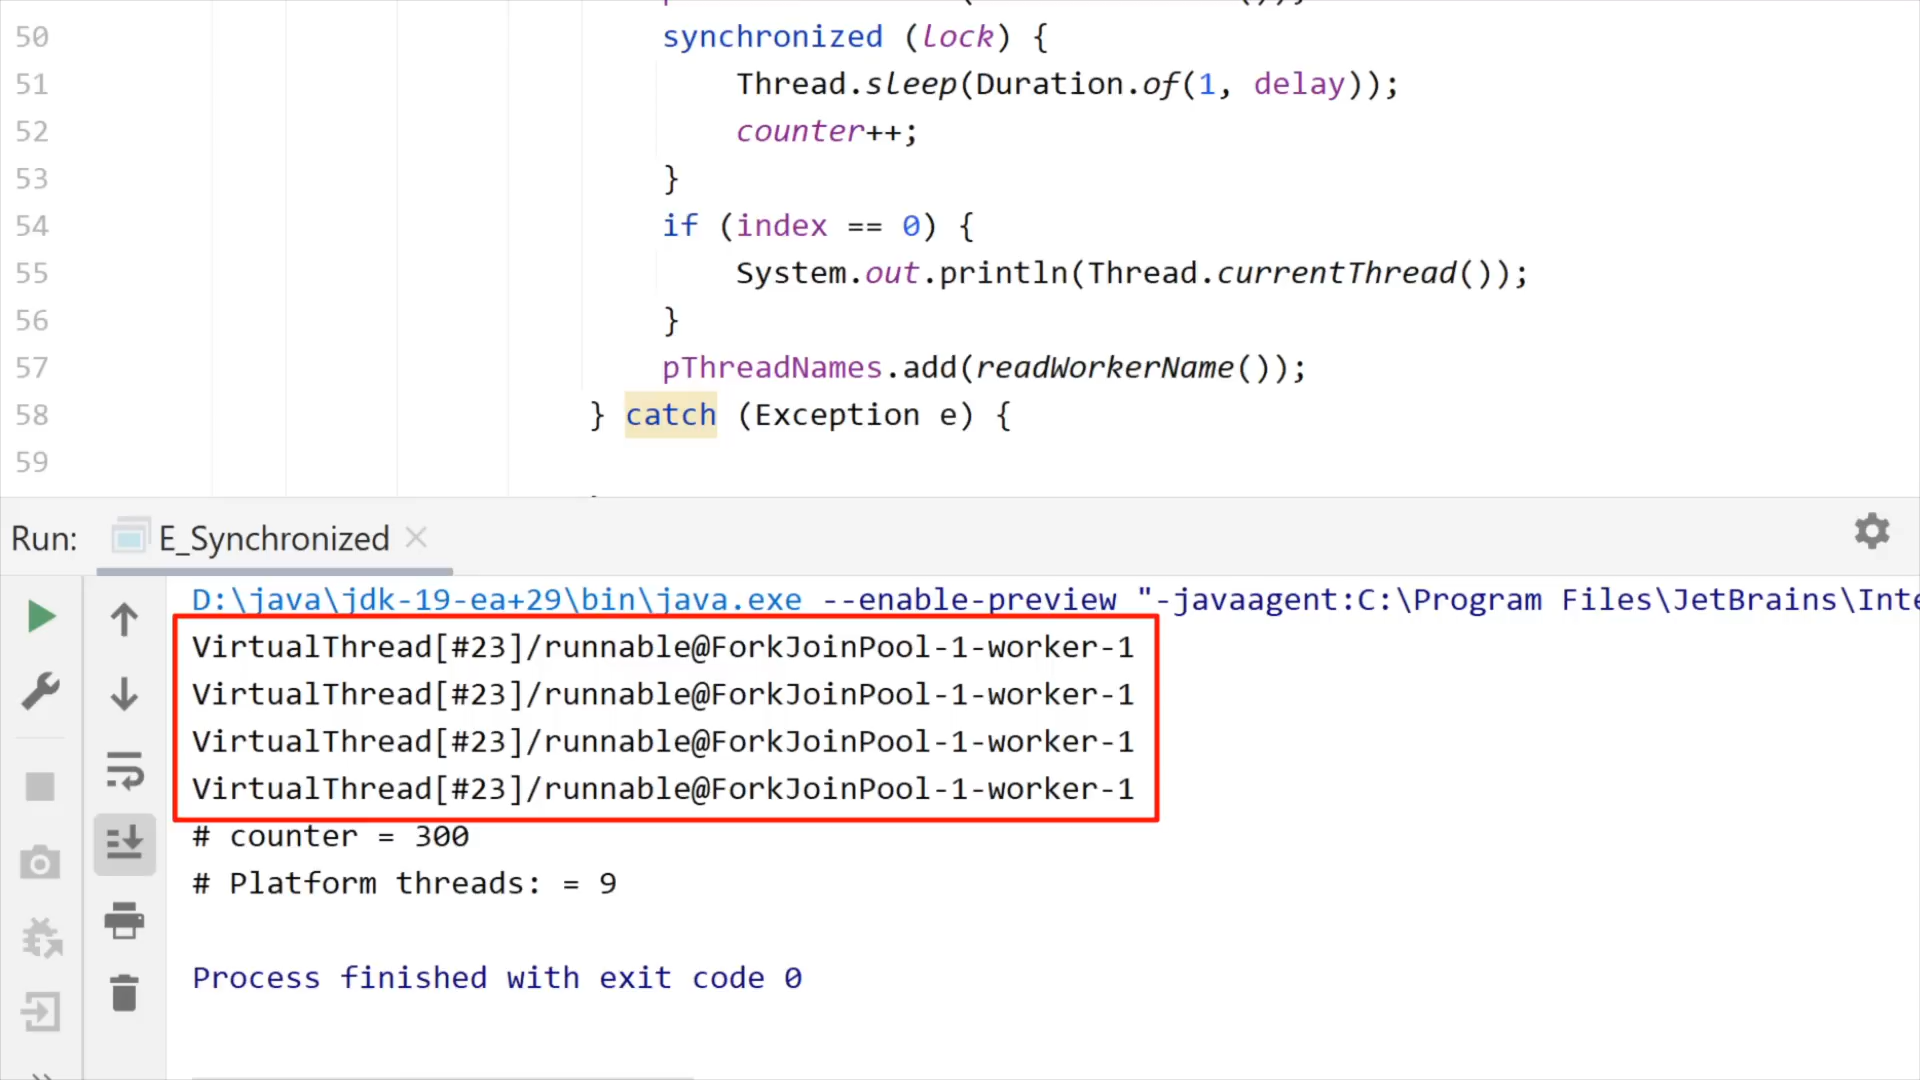 50 synchronized (lock) {
51 Thread.sleep(Duration.of(1, delay));
52 counter++;
53 }
54 if (index == 0) {
55 System.out.println(Thread.currentThread());
56 }
57 pThreadNames.add(readWorkerName());
58 } catch (Exception e) {
59
Run: E_Synchronized
D:\java\jdk-19-ea+29\bin\java.exe --enable-preview "-javaagent:C:\Program Files\JetBrains\Inte
VirtualThread[#23]/runnable@ForkJoinPool-1-worker-1
VirtualThread[#23]/runnable@ForkJoinPool-1-worker-1
VirtualThread[#23]/runnable@ForkJoinPool-1-worker-1
VirtualThread[#23]/runnable@ForkJoinPool-1-worker-1
# counter = 300
# Platform threads: = 9
Process finished with exit code 0